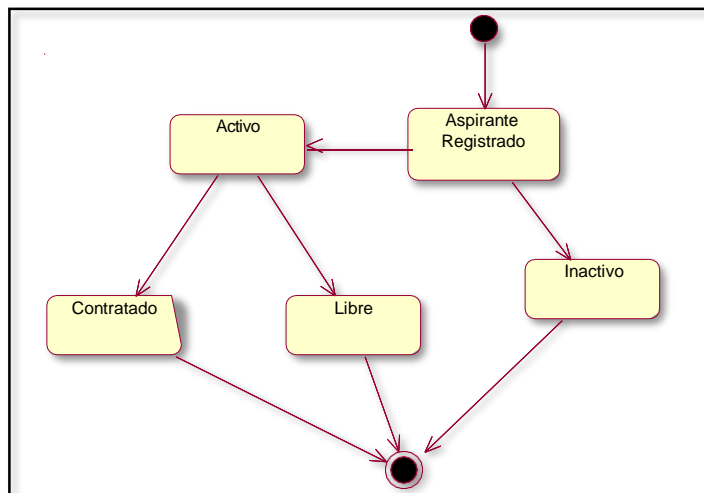 Activo
Aspirante
Registrado
Inactivo
Contratado
Libre